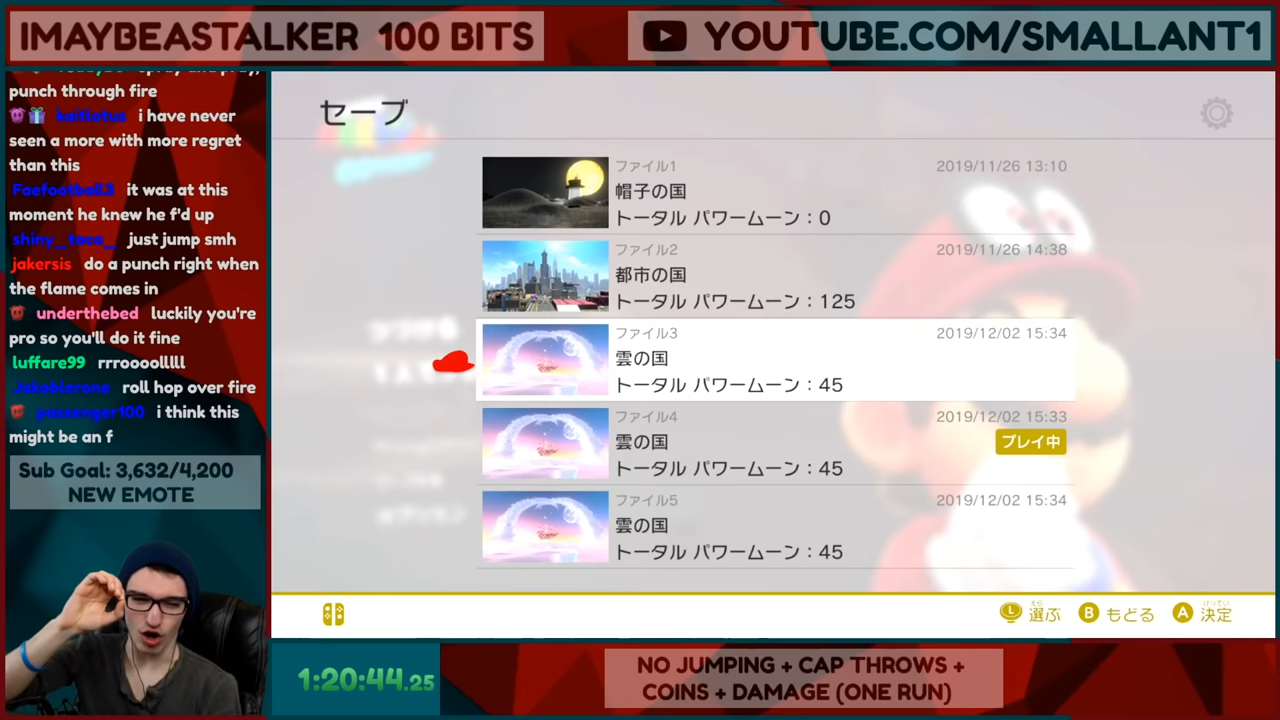 IMAYBEASTALKER 100 BITS
YOUTUBE.COM/SMALLANT1
punch through fire
kaitlotus i have never
seen a more with more regret
than this
Faefootball3 it was at this
moment he knew he f'd up
shiny_taco_ just jump smh
jakersis do a punch right when
the flame comes in
underthebed luckily you're
pro so you'll do it fine
luffare99 rrroooollll
Jakoblerone roll hop over fire
passenger100 i think this
might be an f
Sub Goal: 3,632/4,200
NEW EMOTE
セーブ
ファイル1 2019/11/26 13:10
帽子の国
トータル パワームーン：0
ファイル2 2019/11/26 14:38
都市の国
トータル パワームーン：125
ファイル3 2019/12/02 15:34
雲の国
トータル パワームーン：45
ファイル4 2019/12/02 15:33
雲の国 プレイ中
トータル パワームーン：45
ファイル5 2019/12/02 15:34
雲の国
トータル パワームーン：45
L 選ぶ B もどる A 決定
1:20:44.25
NO JUMPING + CAP THROWS +
COINS + DAMAGE (ONE RUN)